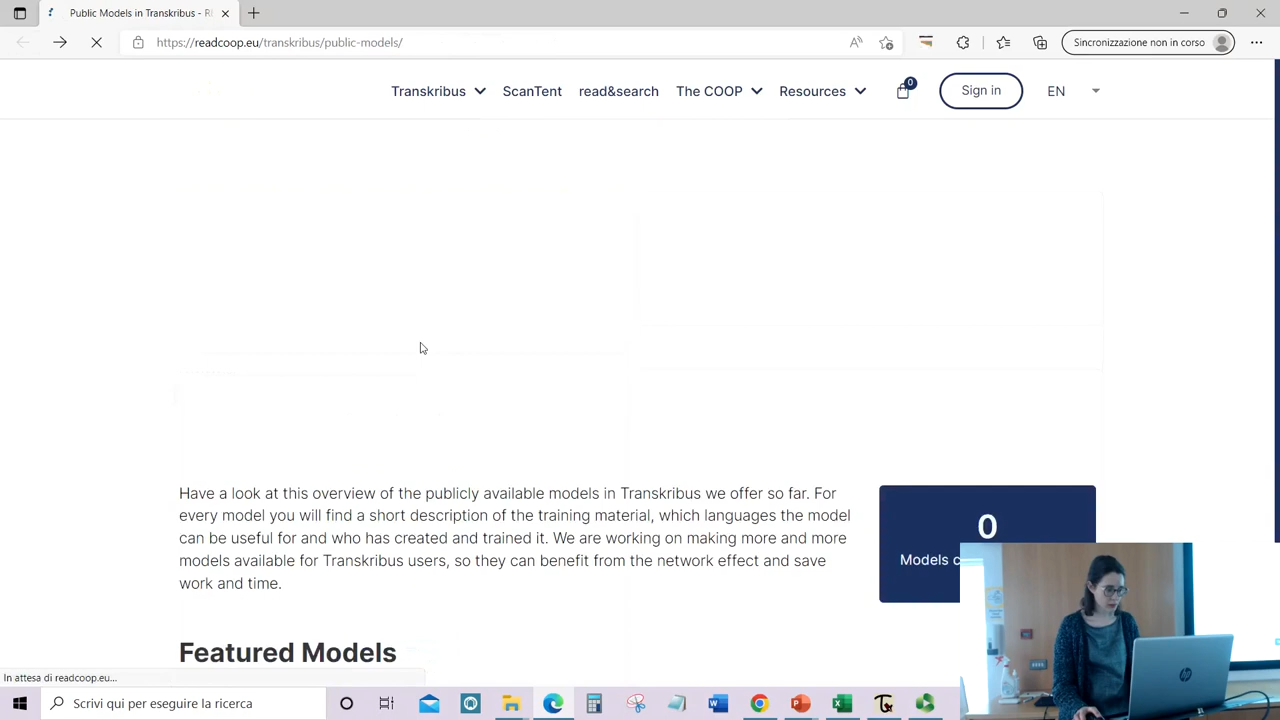 Public Models in Transkribus - RE
https://readcoop.eu/transkribus/public-models/
Sincronizzazione non in corso
Transkribus ScanTent read&search The COOP Resources 0 Sign in EN
Have a look at this overview of the publicly available models in Transkribus we offer so far. For
every model you will find a short description of the training material, which languages the model
can be useful for and who has created and trained it. We are working on making more and more
models available for Transkribus users, so they can benefit from the network effect and save
work and time.
0
Models c
Featured Models
In attesa di readcoop.eu...
Scrivi qui per eseguire la ricerca